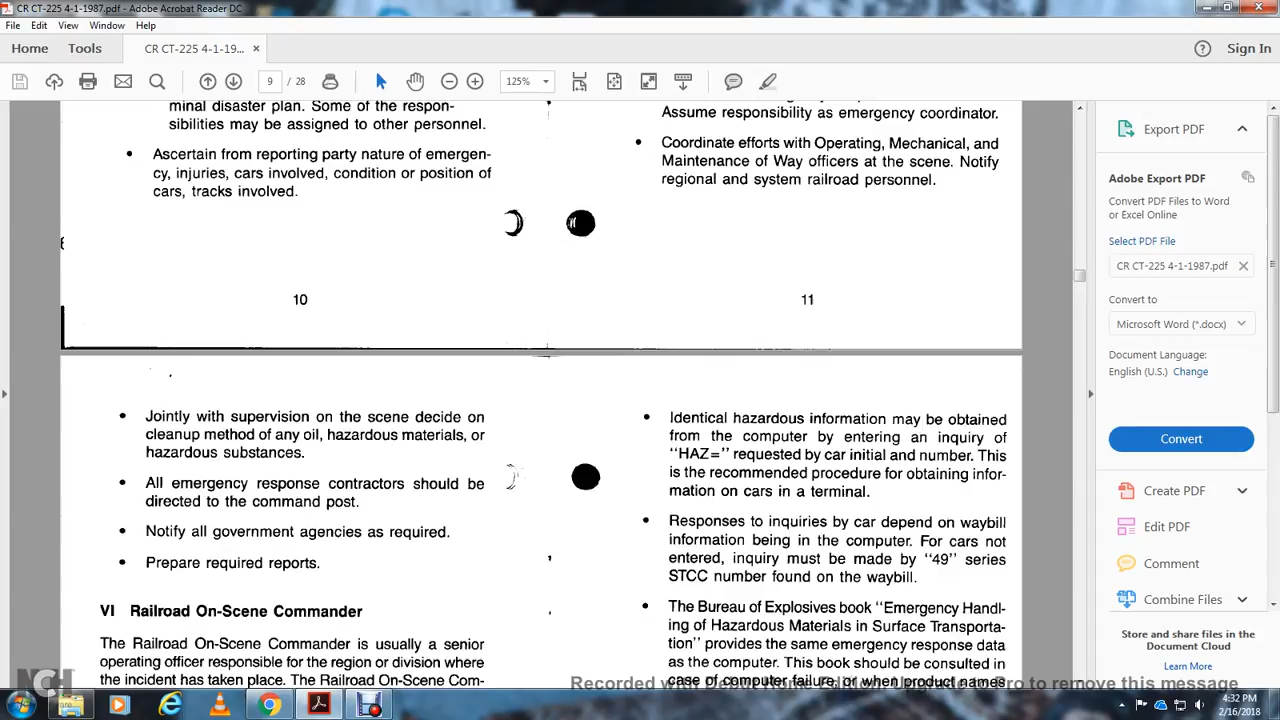 CR CT-225 4-1-1987.pdf - Adobe Acrobat Reader DC
File Edit View Window Help
Home Tools CR CT-225 4-1-19... × Sign In
9 / 28 125%
minal disaster plan. Some of the respon-
sibilities may be assigned to other personnel.
• Ascertain from reporting party nature of emergen-
cy, injuries, cars involved, condition or position of
cars, tracks involved.
10
Assume responsibility as emergency coordinator.
• Coordinate efforts with Operating, Mechanical, and
Maintenance of Way officers at the scene. Notify
regional and system railroad personnel.
11
• Jointly with supervision on the scene decide on
cleanup method of any oil, hazardous materials, or
hazardous substances.
• All emergency response contractors should be
directed to the command post.
• Notify all government agencies as required.
• Prepare required reports.
VI Railroad On-Scene Commander
The Railroad On-Scene Commander is usually a senior
operating officer responsible for the region or division where
the incident has taken place. The Railroad On-Scene Com-
• Identical hazardous information may be obtained
from the computer by entering an inquiry of
"HAZ=" requested by car initial and number. This
is the recommended procedure for obtaining infor-
mation on cars in a terminal.
• Responses to inquiries by car depend on waybill
information being in the computer. For cars not
entered, inquiry must be made by "49" series
STCC number found on the waybill.
• The Bureau of Explosives book "Emergency Handl-
ing of Hazardous Materials in Surface Transporta-
tion" provides the same emergency response data
as the computer. This book should be consulted in
case of computer failure, or when product names
Export PDF
Adobe Export PDF
Convert PDF Files to Word
or Excel Online
Select PDF File
CR CT-225 4-1-1987.pdf ×
Convert to
Microsoft Word (*.docx)
Document Language:
English (U.S.) Change
Convert
Create PDF
Edit PDF
Comment
Combine Files
Store and share files in the
Document Cloud
Learn More
NCH
Recorded with to remove this message
4:32 PM
2/16/2018